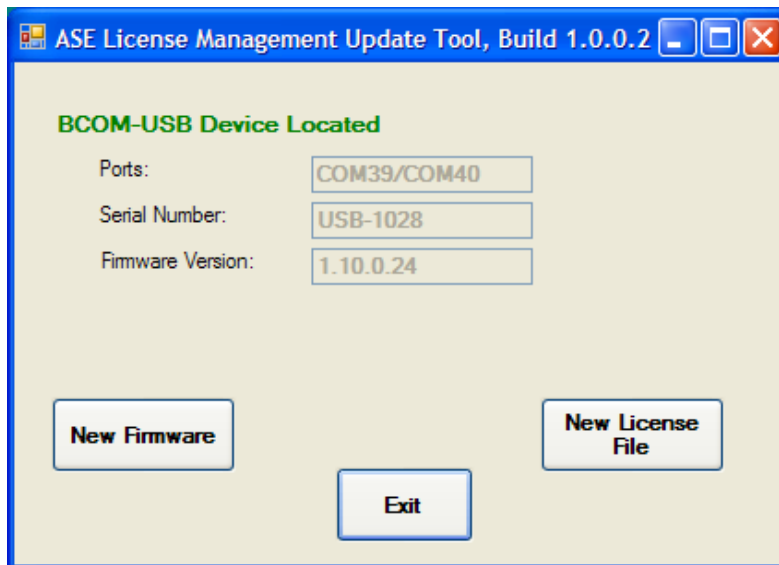 ASE License Management Update Tool, Build 1.0.0.2
BCOM-USB Device Located
Ports:
COM39/COM40
Serial Number:
USB-1028
Firmware Version:
1.10.0.24
New Firmware
New License
File
Exit